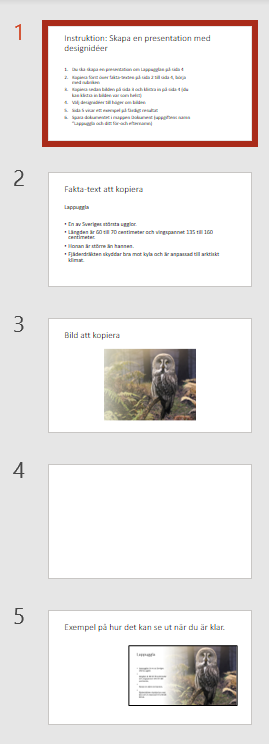 1
Instruktion: Skapa en presentation med
designidéer
1. Du ska skapa en presentation om Lappugglan på sida 4
2. Kopiera först över fakta-texten på sida 2 till sida 4, börja
med rubriken
3. Kopiera sedan bilden på sida 3 och klistra in på sida 4 (du
kan klistra in bilden var som helst)
4. Välj designidéer till höger om bilden
5. Sida 5 visar ett exempel på färdigt resultat
6. Spara dokumentet i mappen Dokument (uppgiftens namn
"Lappuggla och ditt för-och efternamn)
2
Fakta-text att kopiera
Lappuggla
• En av Sveriges största ugglor.
• Längden är 60 till 70 centimeter och vingspannet 135 till 160
centimeter.
• Honan är större än hannen.
• Fjäderdräkten skyddar bra mot kyla och är anpassad till arktiskt
klimat.
3
Bild att kopiera
4
5
Exempel på hur det kan se ut när du är klar.
Lappuggla